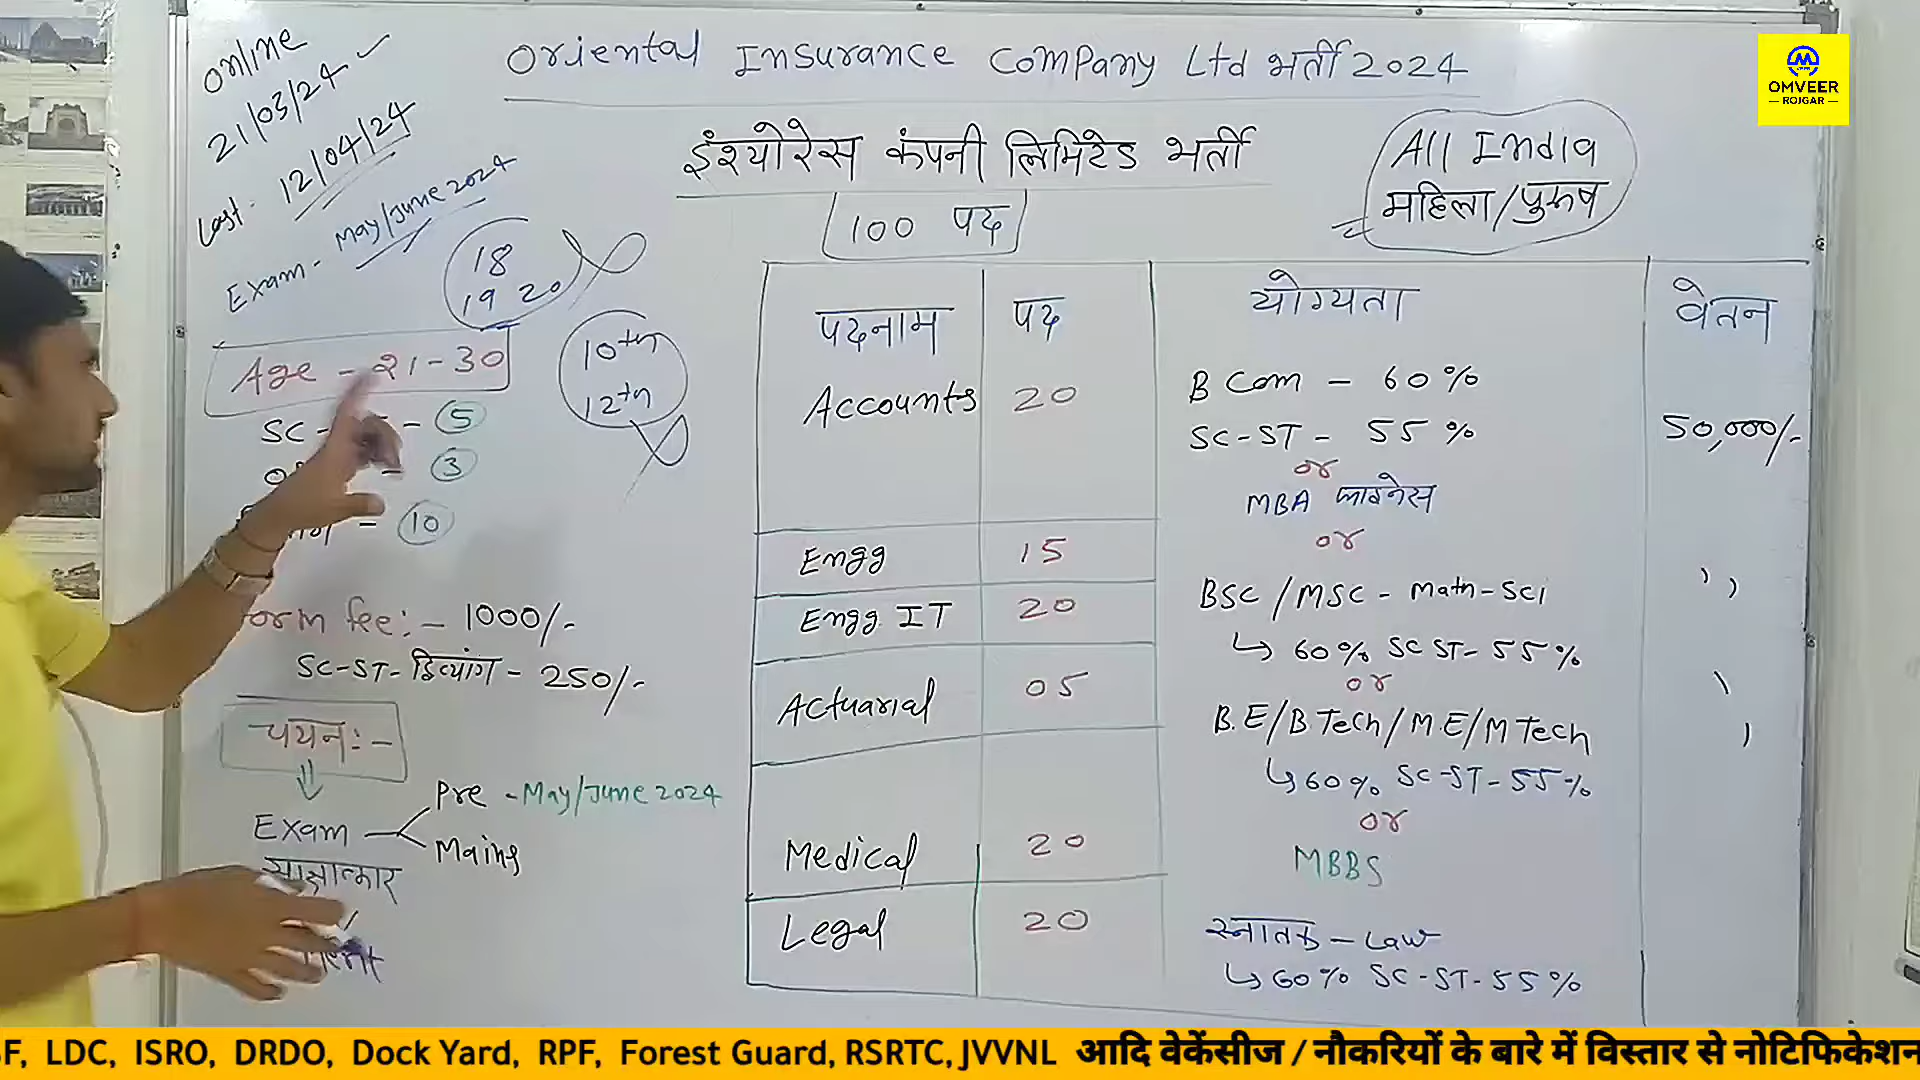 Online
21/03/24 ✓
Last - 12/04/24
Exam - May/June 2024
18
19 20
10th
12th
Age - 21-30
SC- - 5
- 3
- 10
orm fee:- 1000/-
SC-ST- दिव्यांग - 250/-
चयनः-
Exam
Pre - May/June 2024
Mains
साक्षात्कार
Oriental Insurance Company Ltd भर्ती 2024
इंश्योरेंस कंपनी लिमिटेड भर्ती
100 पद
All India
महिला/पुरुष
पदनाम पद योग्यता वेतन
Accounts 20
B Com - 60%
SC-ST - 55%
50,000/-
or
MBA फाइनेंस
or
Engg 15
Engg IT 20
BSC/MSC - Math-Sci
↳ 60% SC ST- 55%
or
Actuarial 05
B.E/B Tech/M.E/M Tech
↳ 60% SC-ST- 55%
or
Medical 20
MBBS
Legal 20
स्नातक - Law
↳ 60% SC-ST- 55%
OMVEER
ROJGAR
F, LDC, ISRO, DRDO, Dock Yard, RPF, Forest Guard, RSRTC, JVVNL आदि वेकेंसीज / नौकरियों के बारे में विस्तार से नोटिफिकेशन